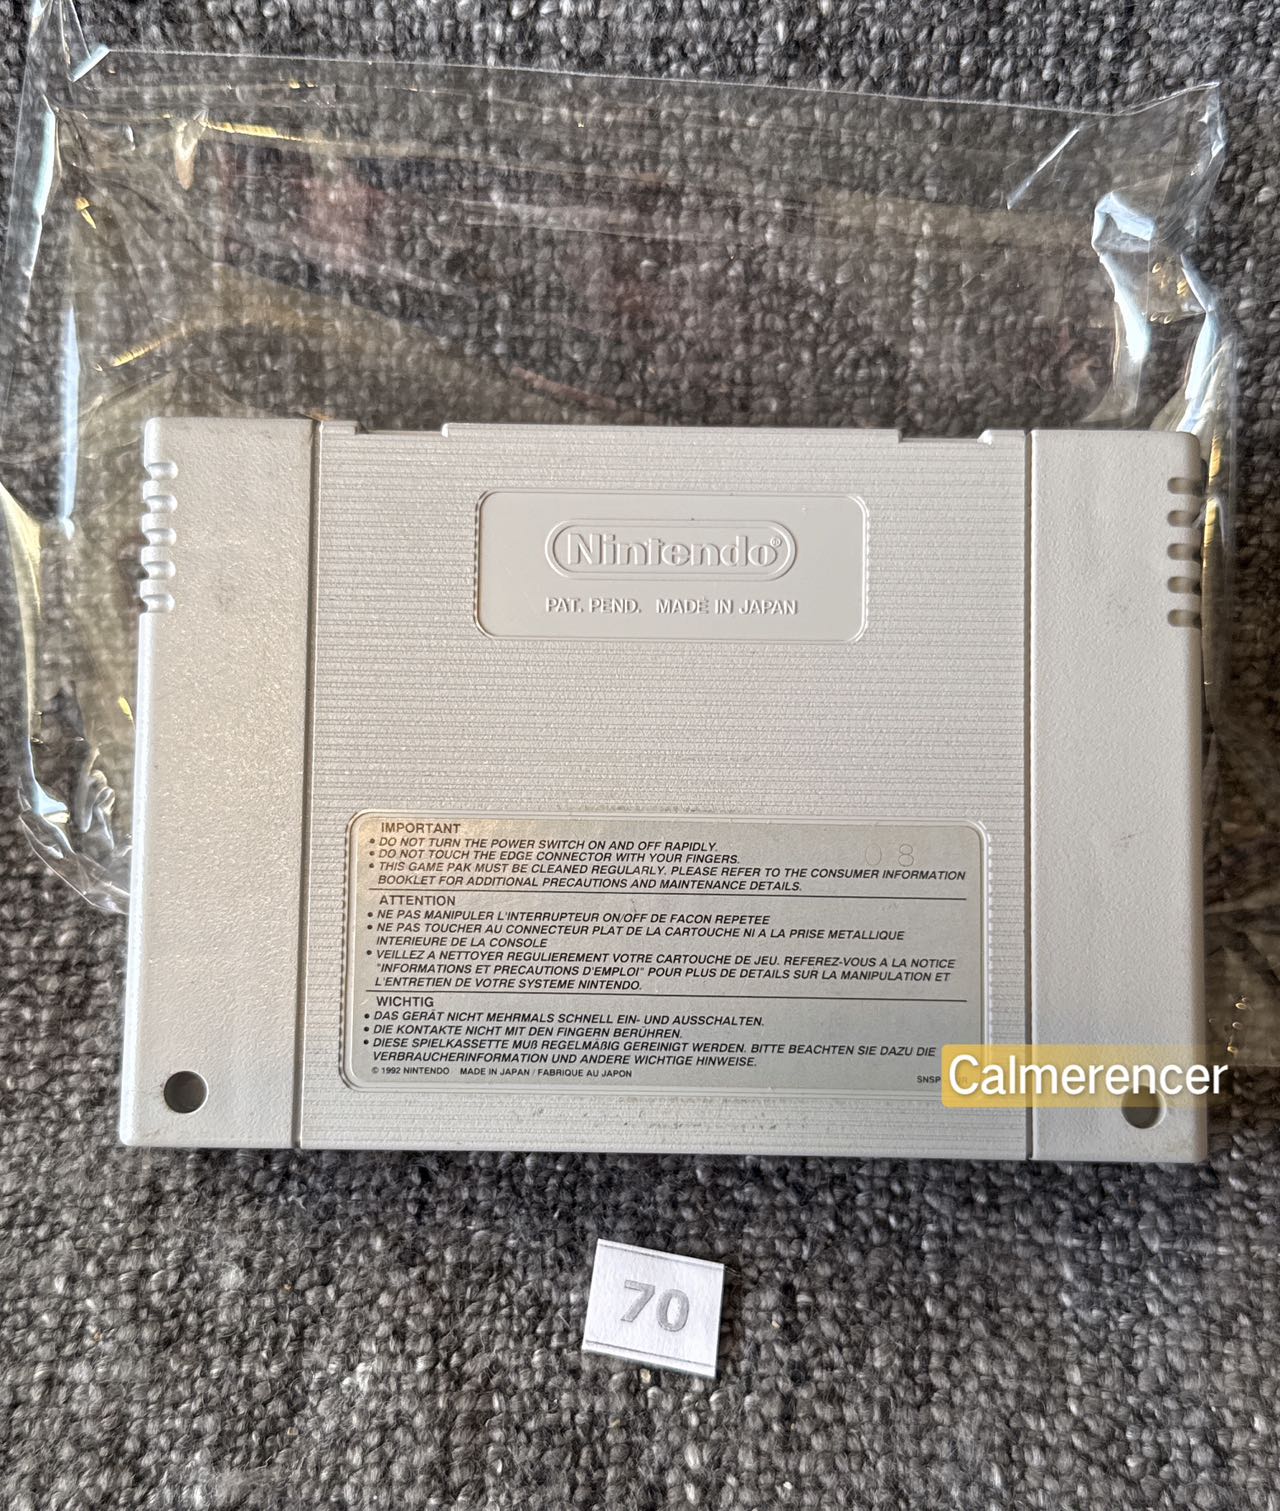 Nintendo®
PAT. PEND. MADE IN JAPAN
IMPORTANT
• DO NOT TURN THE POWER SWITCH ON AND OFF RAPIDLY.
• DO NOT TOUCH THE EDGE CONNECTOR WITH YOUR FINGERS.
08
• THIS GAME PAK MUST BE CLEANED REGULARLY. PLEASE REFER TO THE CONSUMER INFORMATION
BOOKLET FOR ADDITIONAL PRECAUTIONS AND MAINTENANCE DETAILS.
ATTENTION
• NE PAS MANIPULER L'INTERRUPTEUR ON/OFF DE FACON REPETEE
• NE PAS TOUCHER AU CONNECTEUR PLAT DE LA CARTOUCHE NI A LA PRISE METALLIQUE
INTERIEURE DE LA CONSOLE
• VEILLEZ A NETTOYER REGULIEREMENT VOTRE CARTOUCHE DE JEU. REFEREZ-VOUS A LA NOTICE
"INFORMATIONS ET PRECAUTIONS D'EMPLOI" POUR PLUS DE DETAILS SUR LA MANIPULATION ET
L'ENTRETIEN DE VOTRE SYSTEME NINTENDO.
WICHTIG
• DAS GERÄT NICHT MEHRMALS SCHNELL EIN- UND AUSSCHALTEN.
• DIE KONTAKTE NICHT MIT DEN FINGERN BERÜHREN.
• DIESE SPIELKASSETTE MUß REGELMÄßIG GEREINIGT WERDEN. BITTE BEACHTEN SIE DAZU DIE
VERBRAUCHERINFORMATION UND ANDERE WICHTIGE HINWEISE.
© 1992 NINTENDO MADE IN JAPAN / FABRIQUE AU JAPON
SNSP
Calmerencer
70